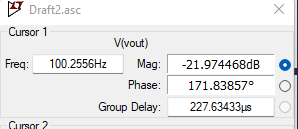 Draft2.asc
Cursor 1
V(vout)
Freq: 100.2556Hz Mag: -21.974468dB
Phase: 171.83857°
Group Delay: 227.63433µs
Cursor 2